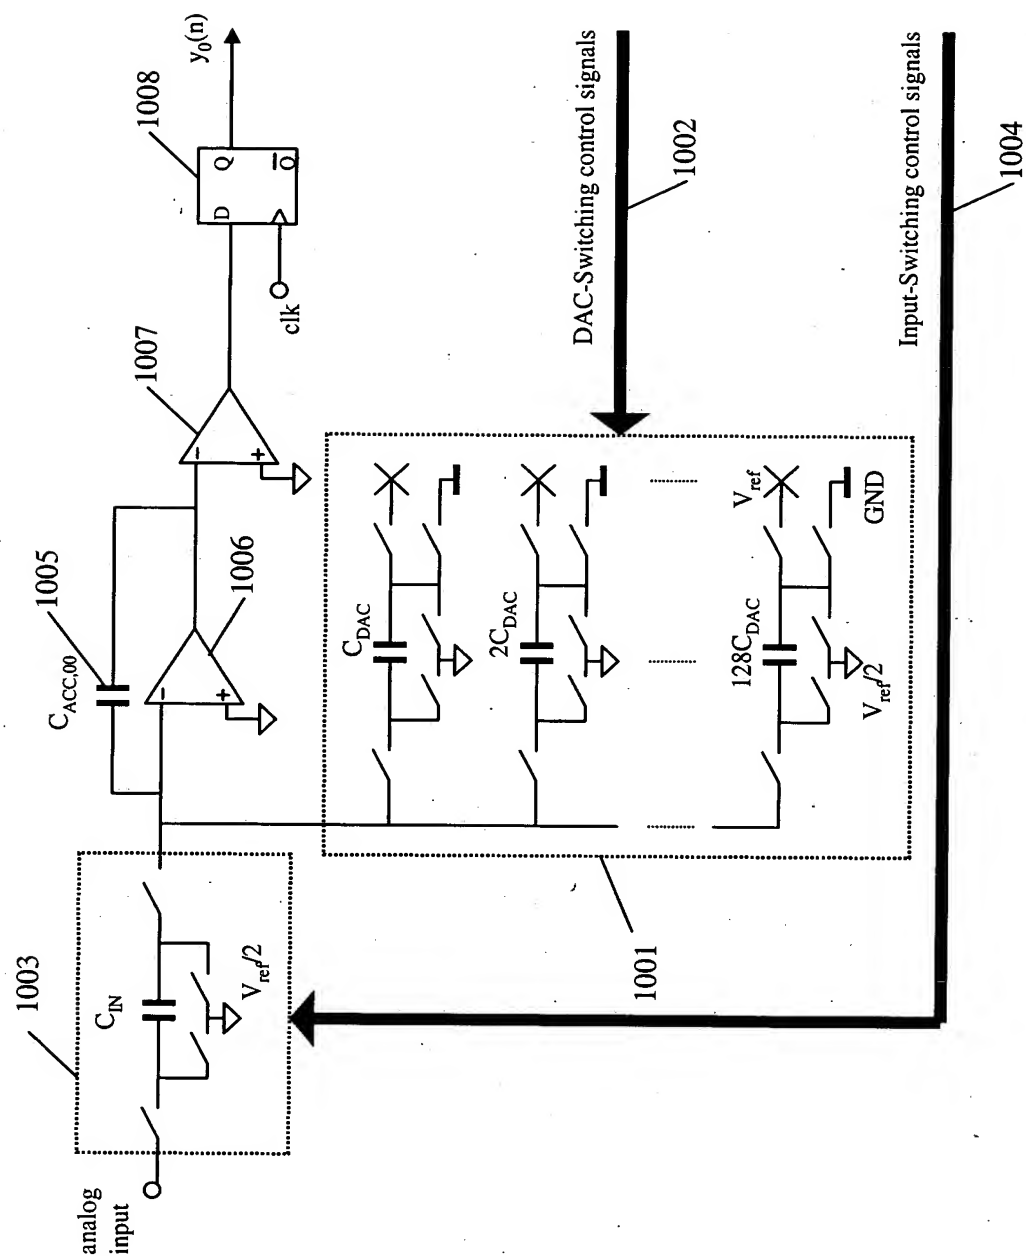 analog
input
1003
C_IN
V_ref/2
C_ACC,00
1005
1006
1007
1008
D
Q
Q̅
clk
y_0(n)
-
+
-
+
1001
C_DAC
2C_DAC
128C_DAC
V_ref/2
V_ref
GND
DAC-Switching control signals
1002
Input-Switching control signals
1004